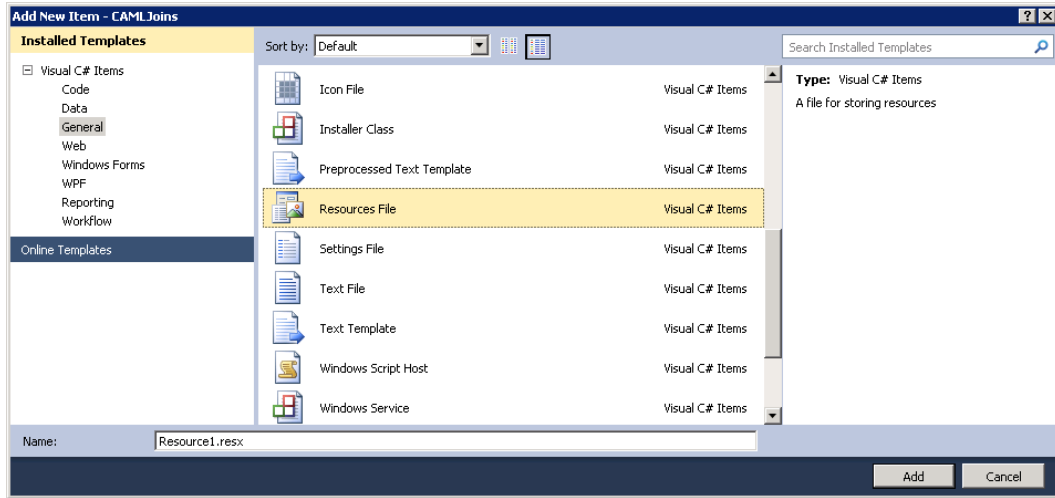 Add New Item - CAMLJoins
Installed Templates
Sort by: Default
Search Installed Templates
Visual C# Items
Code
Data
General
Web
Windows Forms
WPF
Reporting
Workflow
Online Templates
Icon File Visual C# Items
Installer Class Visual C# Items
Preprocessed Text Template Visual C# Items
Resources File Visual C# Items
Settings File Visual C# Items
Text File Visual C# Items
Text Template Visual C# Items
Windows Script Host Visual C# Items
Windows Service Visual C# Items
Type: Visual C# Items
A file for storing resources
Name: Resource1.resx
Add Cancel